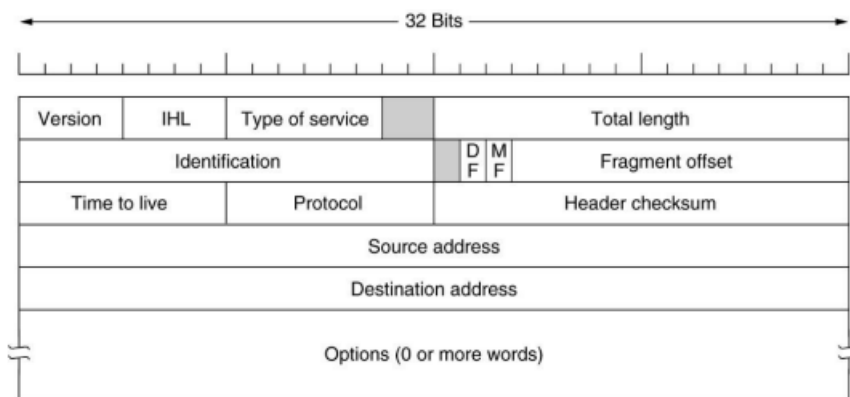 32 Bits
Version IHL Type of service Total length
Identification D F M F Fragment offset
Time to live Protocol Header checksum
Source address
Destination address
Options (0 or more words)